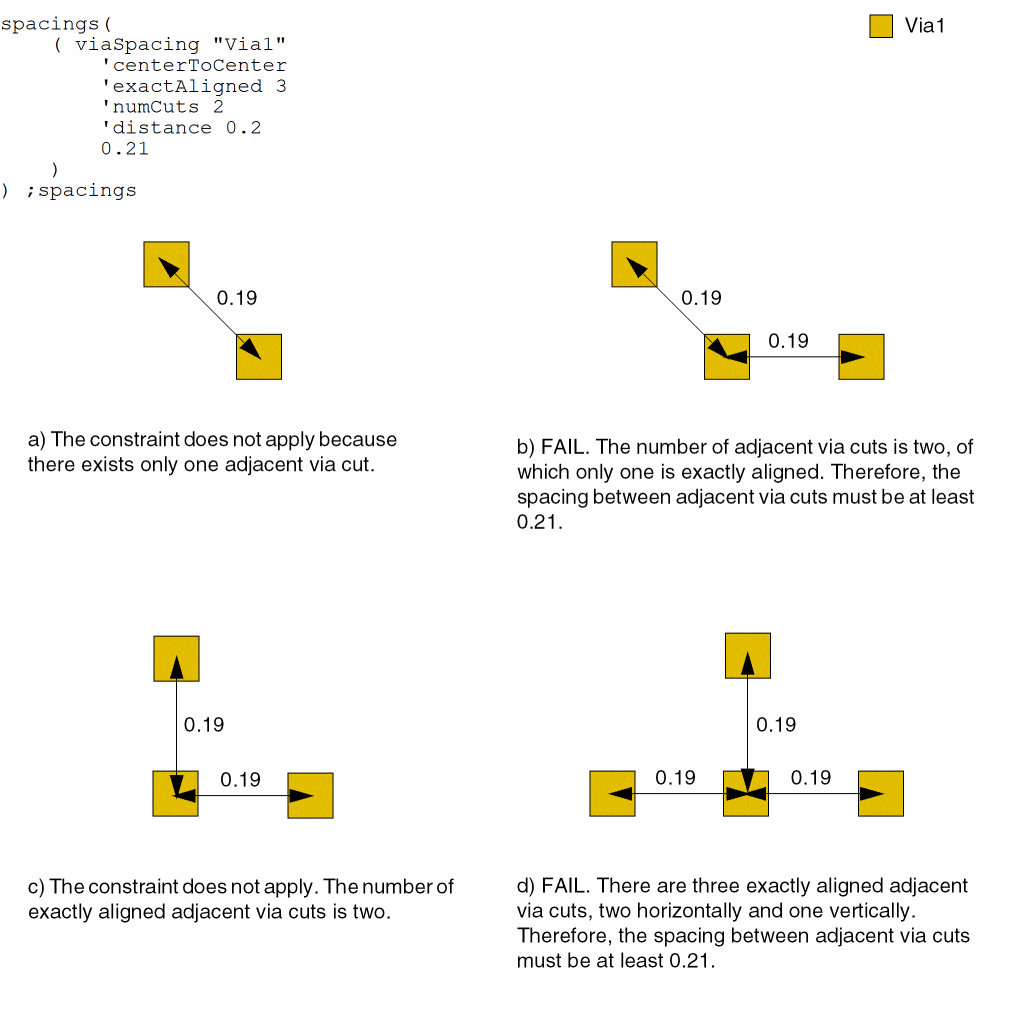 spacings(
( viaSpacing "Via1"
'centerToCenter
'exactAligned 3
'numCuts 2
'distance 0.2
0.21
)
) ;spacings
Via1
0.19
0.19
0.19
a) The constraint does not apply because
there exists only one adjacent via cut.
b) FAIL. The number of adjacent via cuts is two, of
which only one is exactly aligned. Therefore, the
spacing between adjacent via cuts must be at least
0.21.
0.19
0.19
0.19
0.19
0.19
c) The constraint does not apply. The number of
exactly aligned adjacent via cuts is two.
d) FAIL. There are three exactly aligned adjacent
via cuts, two horizontally and one vertically.
Therefore, the spacing between adjacent via cuts
must be at least 0.21.